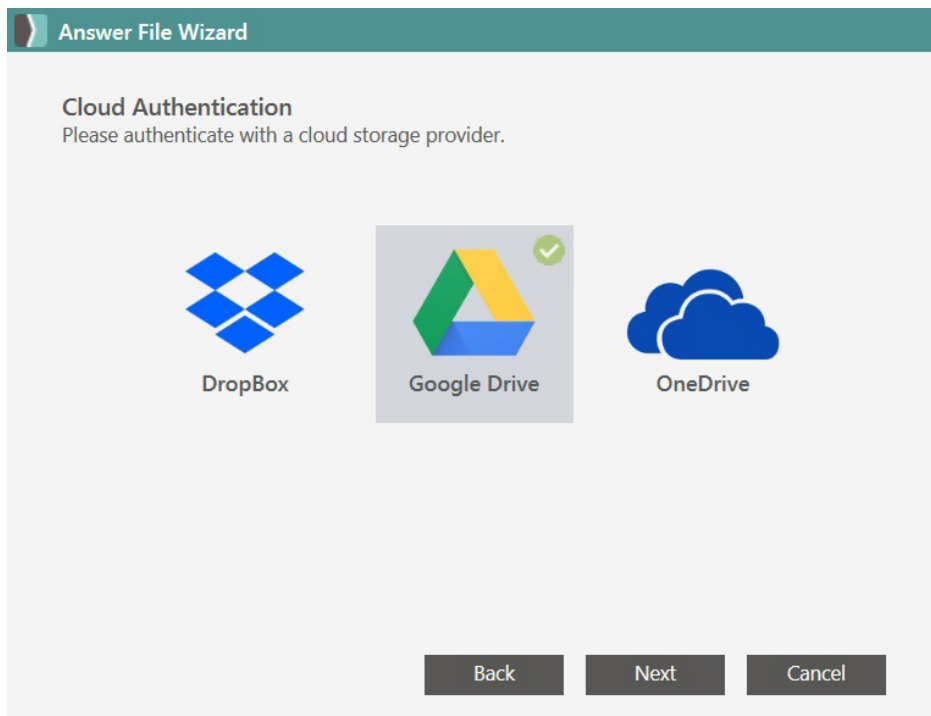 Answer File Wizard
Cloud Authentication
Please authenticate with a cloud storage provider.
DropBox
Google Drive
OneDrive
Back
Next
Cancel